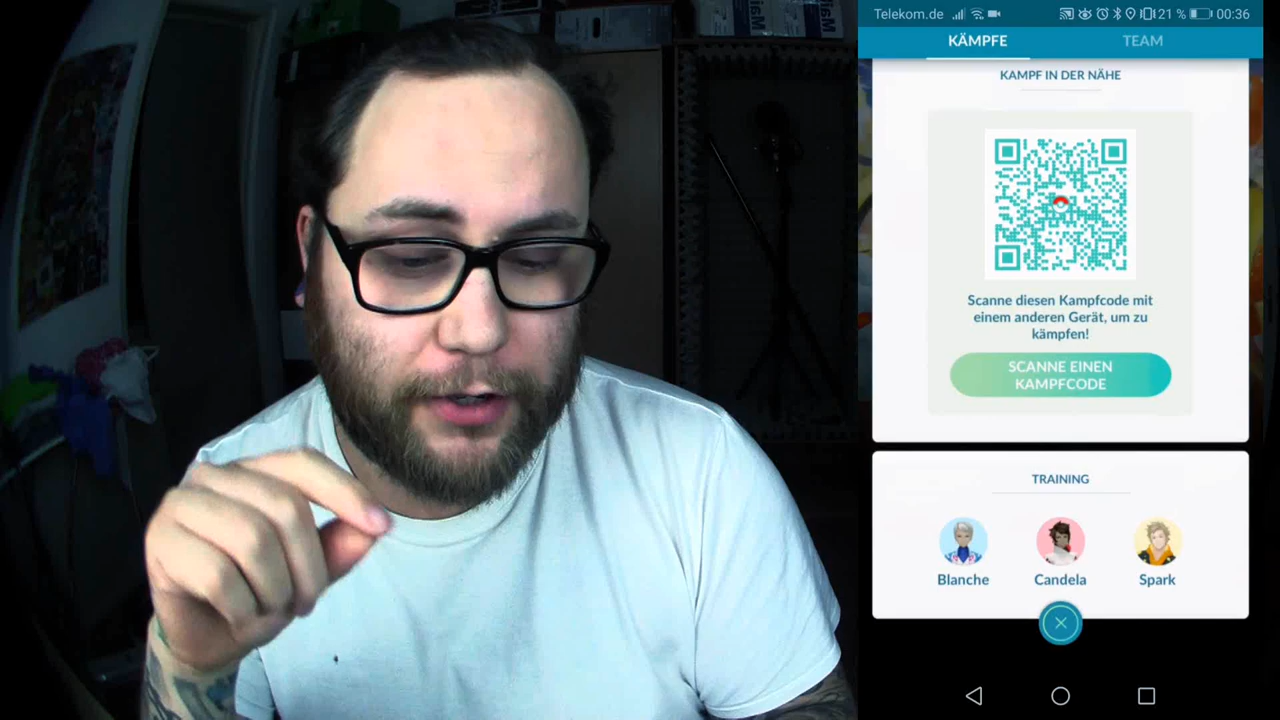 Telekom.de
21 %
00:36
KÄMPFE
TEAM
KAMPF IN DER NÄHE
Scanne diesen Kampfcode mit
einem anderen Gerät, um zu
kämpfen!
SCANNE EINEN
KAMPFCODE
TRAINING
Blanche
Candela
Spark